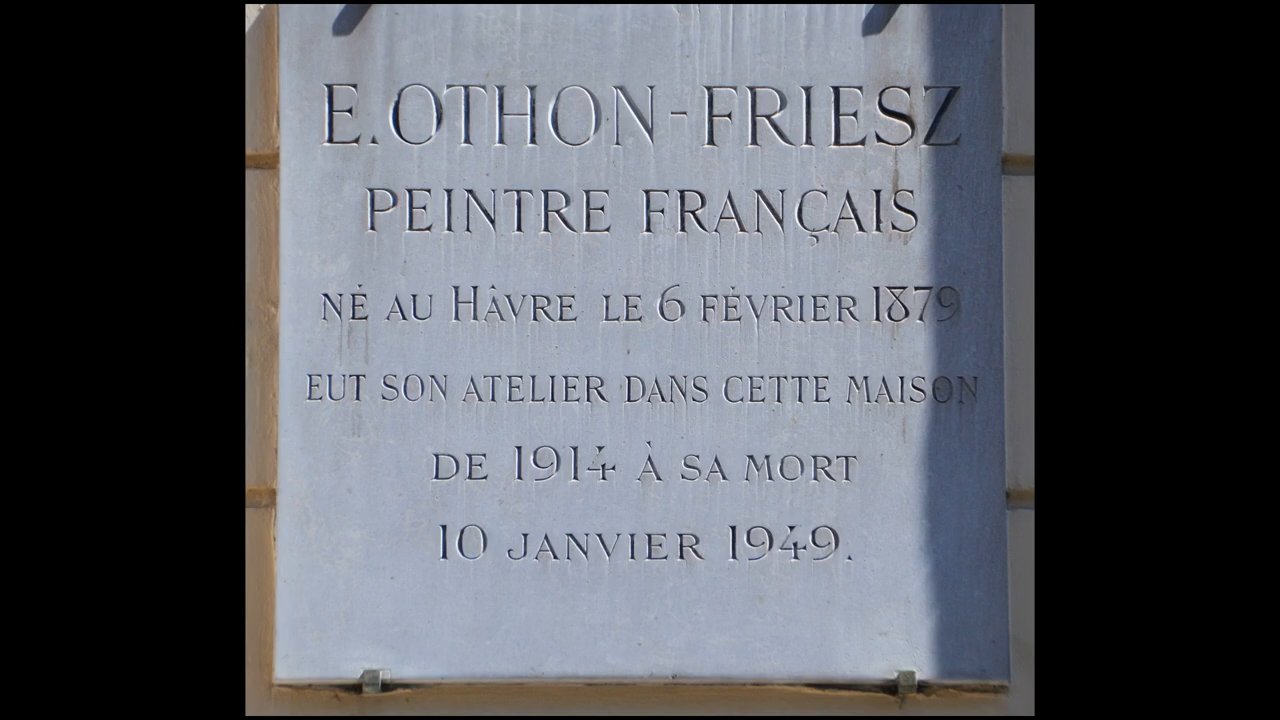 E. OTHON-FRIESZ
PEINTRE FRANÇAIS
NÉ AU HÂVRE LE 6 FÉVRIER 1879
EUT SON ATELIER DANS CETTE MAISON
DE 1914 À SA MORT
10 JANVIER 1949.